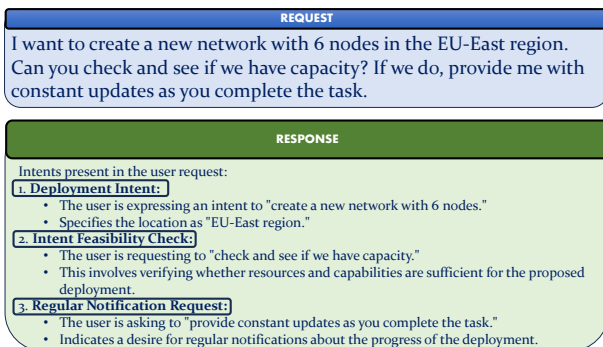 REQUEST
I want to create a new network with 6 nodes in the EU-East region.
Can you check and see if we have capacity? If we do, provide me with
constant updates as you complete the task.
RESPONSE
Intents present in the user request:
1. Deployment Intent:
• The user is expressing an intent to "create a new network with 6 nodes."
• Specifies the location as "EU-East region."
2. Intent Feasibility Check:
• The user is requesting to "check and see if we have capacity."
• This involves verifying whether resources and capabilities are sufficient for the proposed
deployment.
3. Regular Notification Request:
• The user is asking to "provide constant updates as you complete the task."
• Indicates a desire for regular notifications about the progress of the deployment.